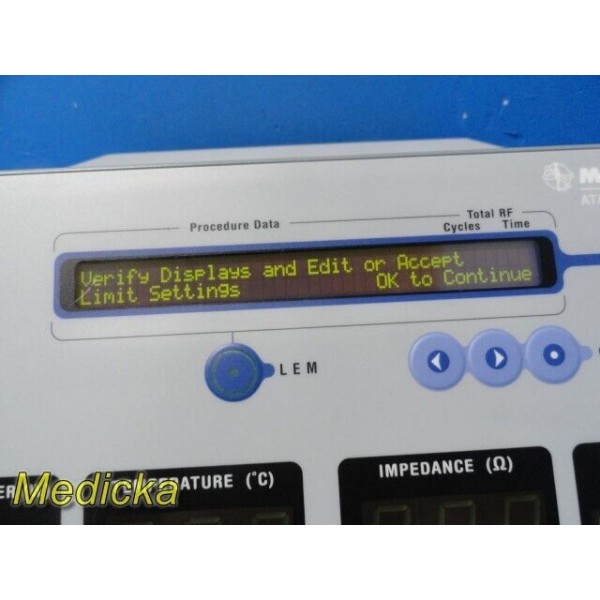 Procedure Data
Total RF
Cycles Time
Verify Displays and Edit or Accept
Limit Settings OK to Continue
LEM
IMPEDANCE (Ω)
(°C)
Medicka